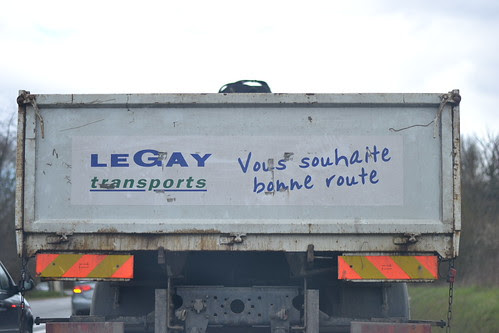 LEGAY
transports
Vous souhaite
bonne route